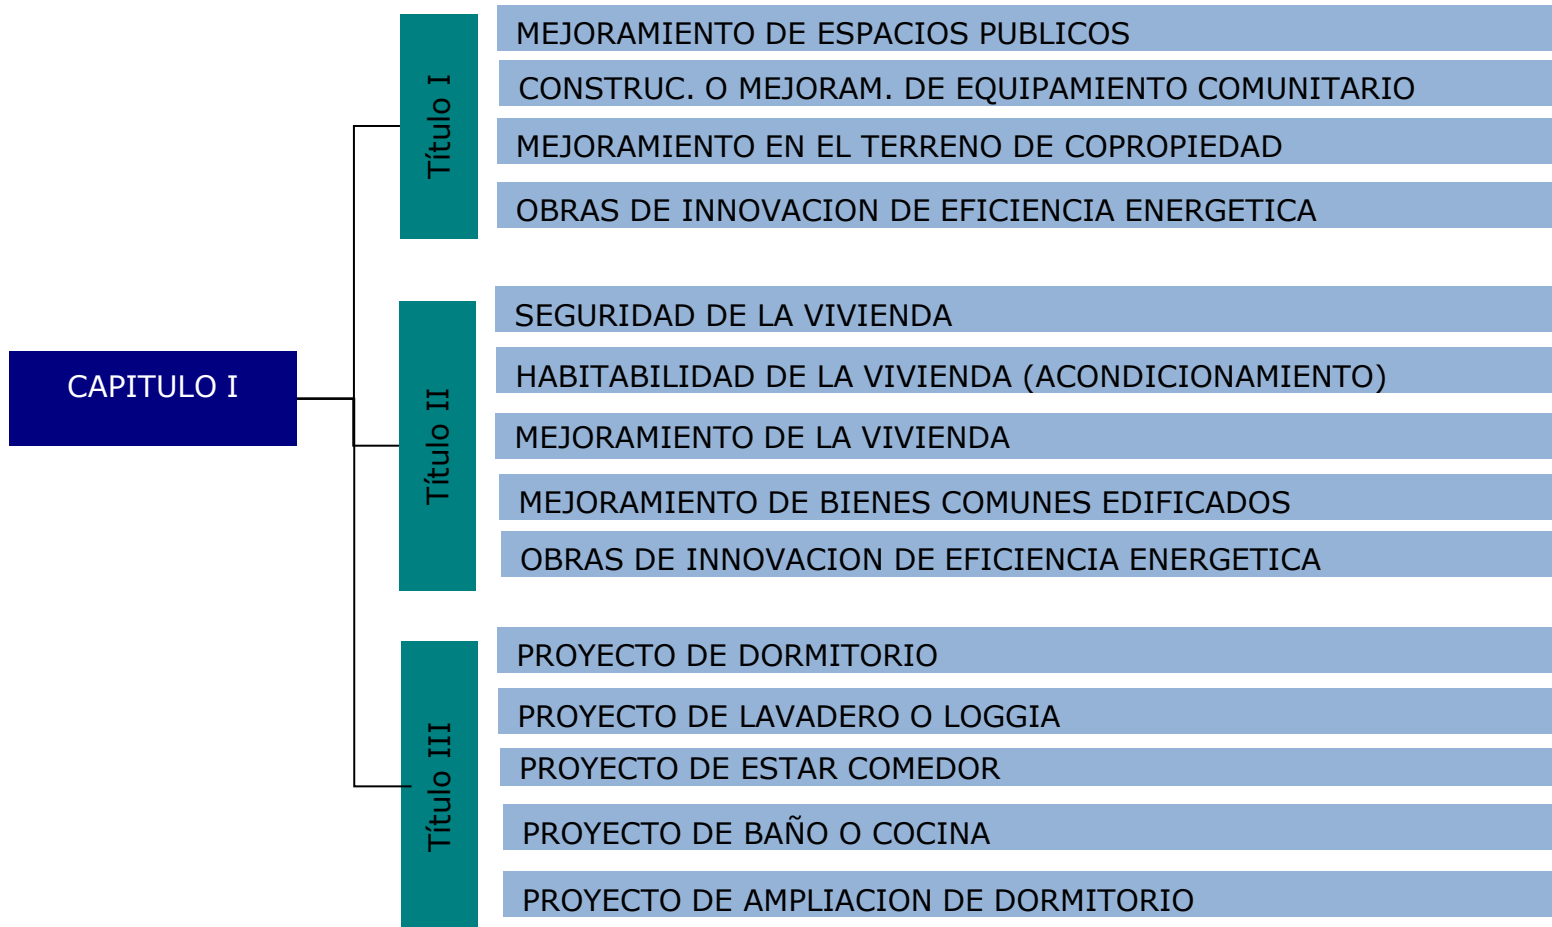 CAPITULO I
Título I
MEJORAMIENTO DE ESPACIOS PUBLICOS
CONSTRUC. O MEJORAM. DE EQUIPAMIENTO COMUNITARIO
MEJORAMIENTO EN EL TERRENO DE COPROPIEDAD
OBRAS DE INNOVACION DE EFICIENCIA ENERGETICA
Título II
SEGURIDAD DE LA VIVIENDA
HABITABILIDAD DE LA VIVIENDA (ACONDICIONAMIENTO)
MEJORAMIENTO DE LA VIVIENDA
MEJORAMIENTO DE BIENES COMUNES EDIFICADOS
OBRAS DE INNOVACION DE EFICIENCIA ENERGETICA
Título III
PROYECTO DE DORMITORIO
PROYECTO DE LAVADERO O LOGGIA
PROYECTO DE ESTAR COMEDOR
PROYECTO DE BAÑO O COCINA
PROYECTO DE AMPLIACION DE DORMITORIO